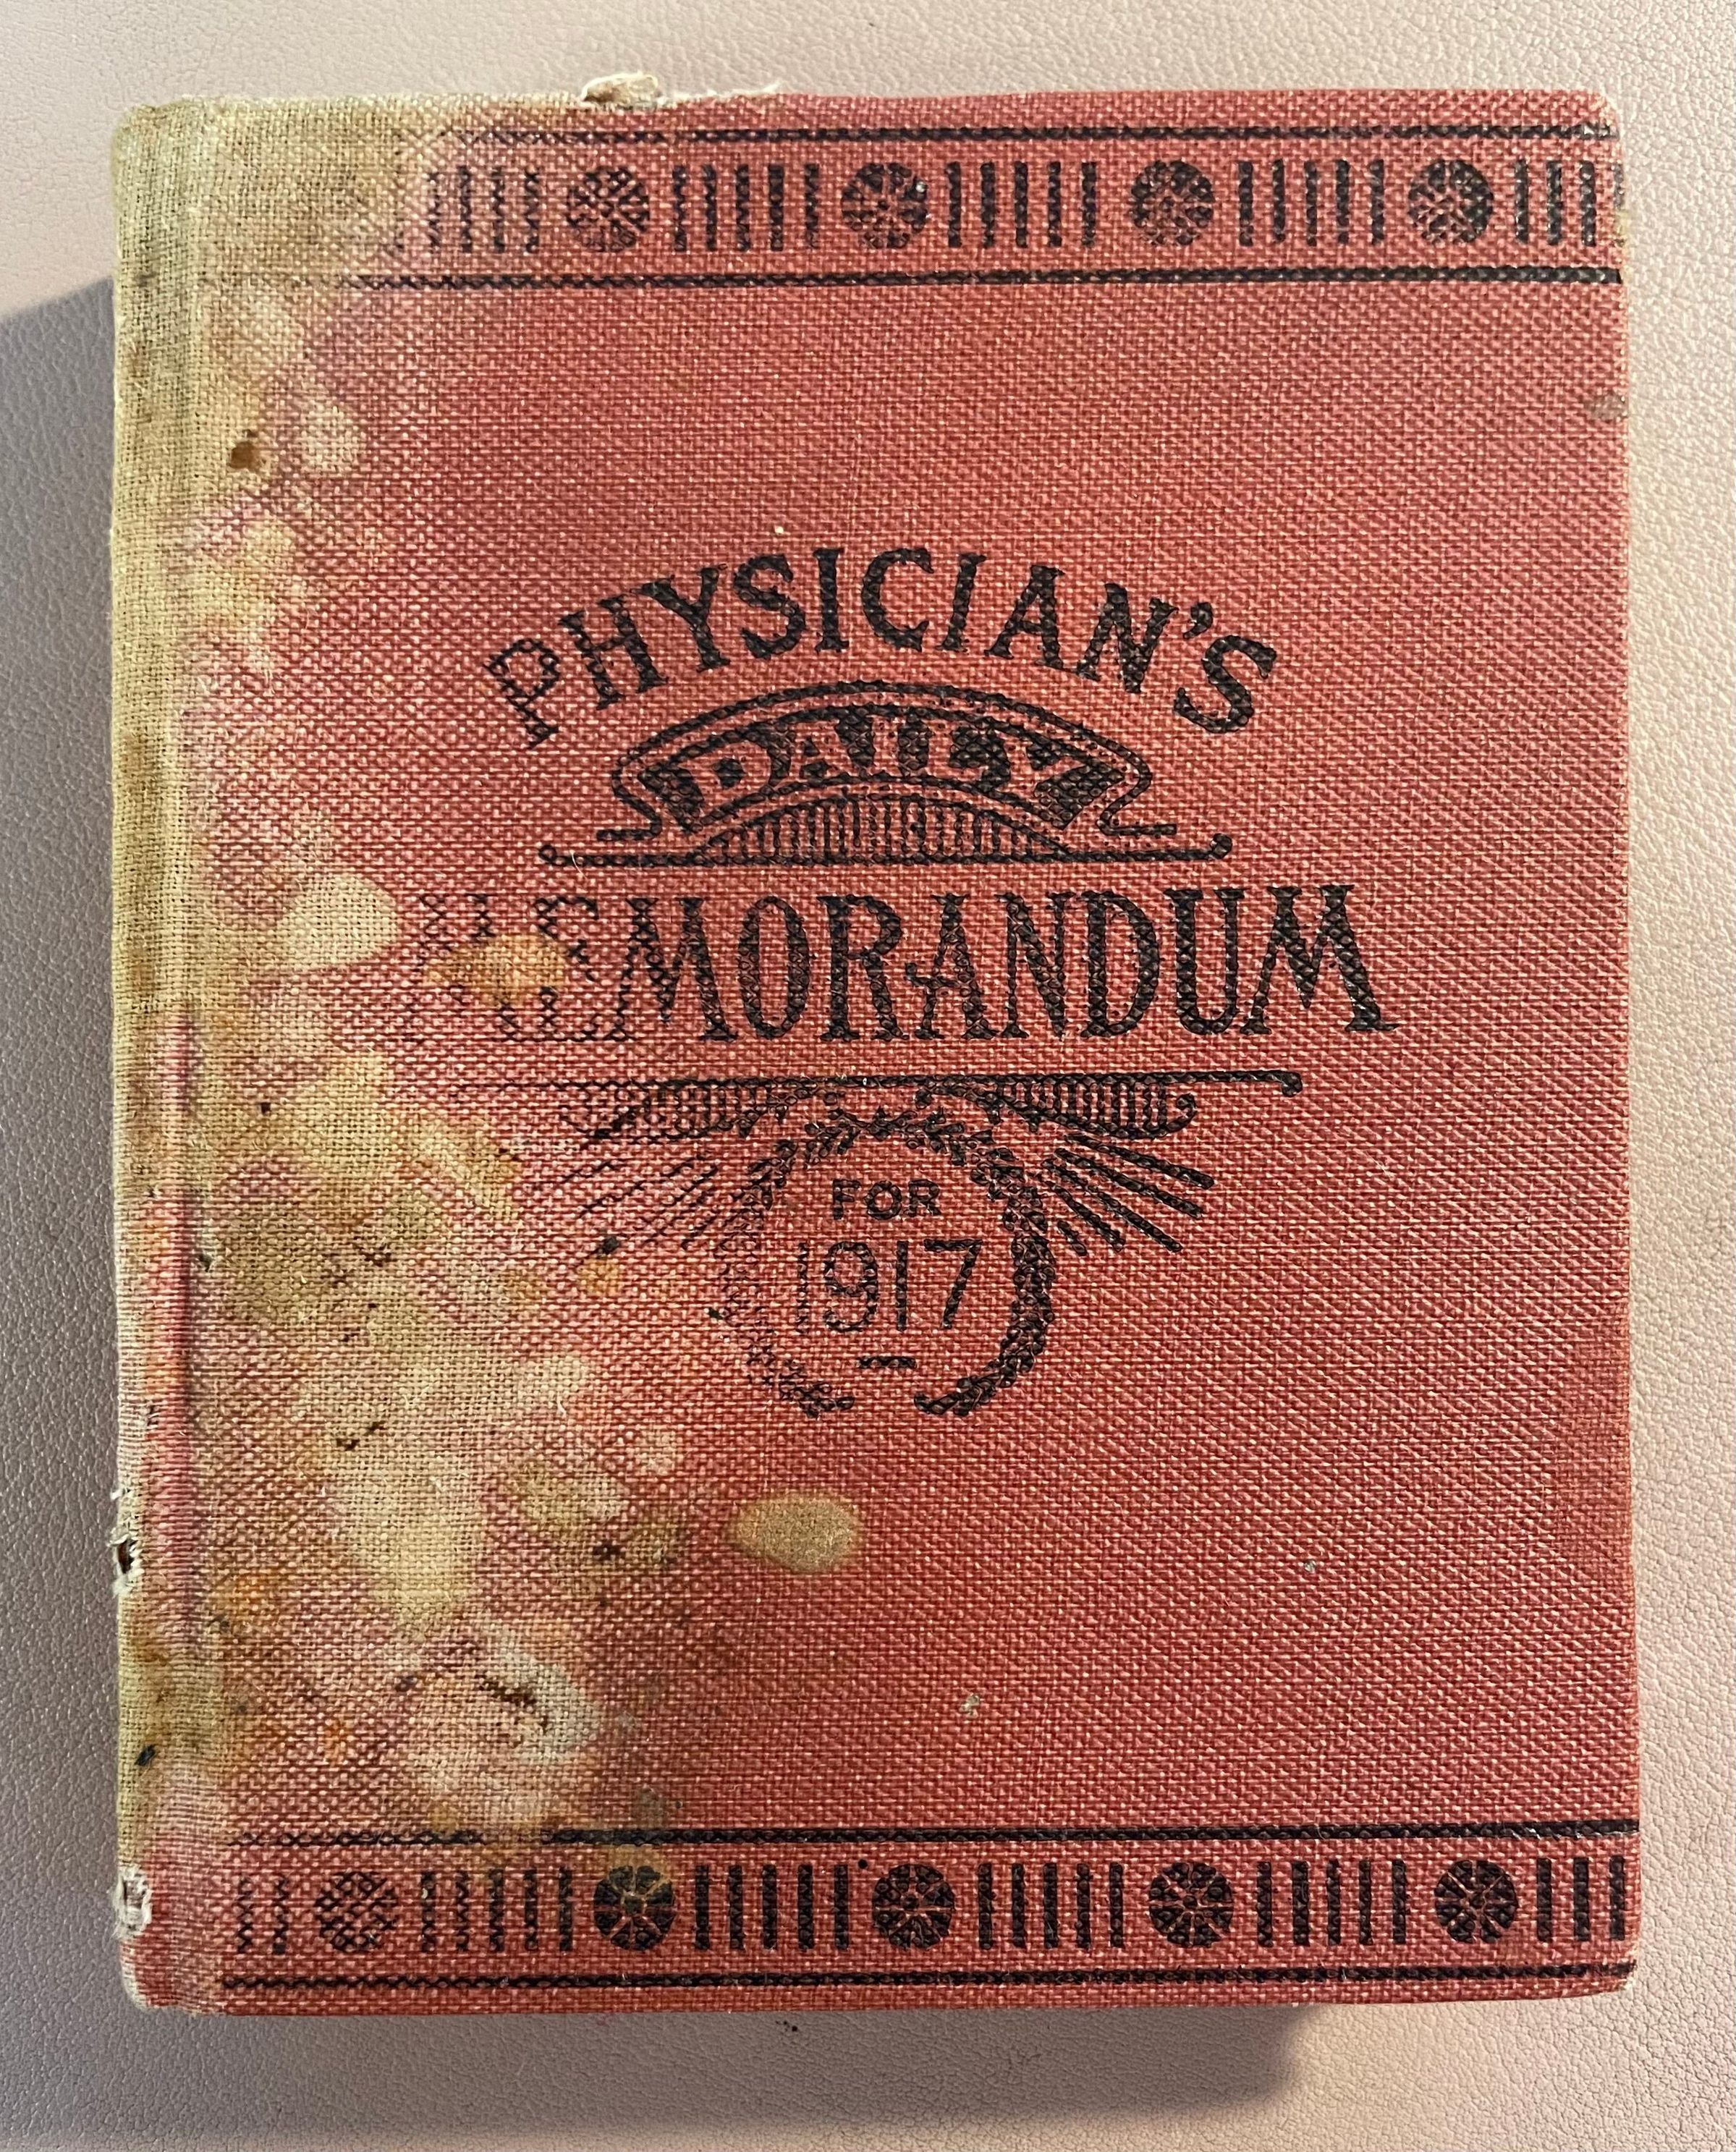 PHYSICIAN'S
DAILY
MEMORANDUM
FOR
1917